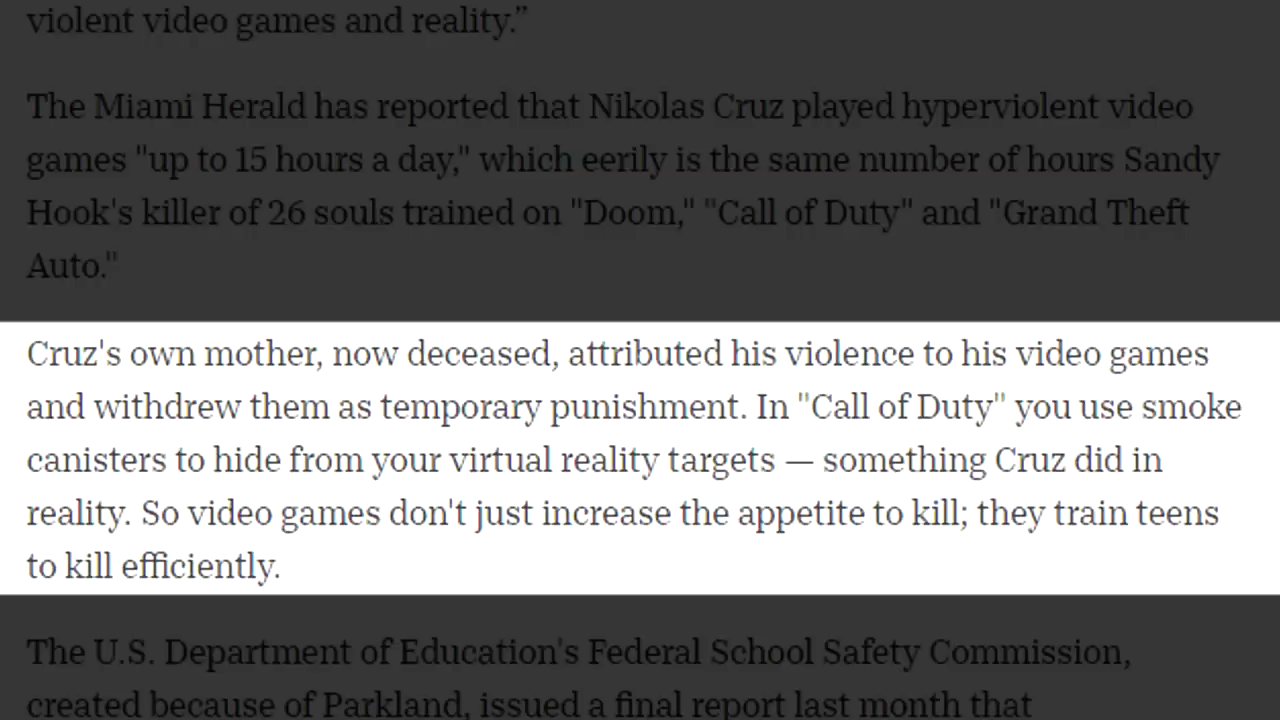 violent video games and reality.”
The Miami Herald has reported that Nikolas Cruz played hyperviolent video
games "up to 15 hours a day," which eerily is the same number of hours Sandy
Hook's killer of 26 souls trained on "Doom," "Call of Duty" and "Grand Theft
Auto."
Cruz's own mother, now deceased, attributed his violence to his video games
and withdrew them as temporary punishment. In "Call of Duty" you use smoke
canisters to hide from your virtual reality targets — something Cruz did in
reality. So video games don't just increase the appetite to kill; they train teens
to kill efficiently.
The U.S. Department of Education's Federal School Safety Commission,
created because of Parkland, issued a final report last month that